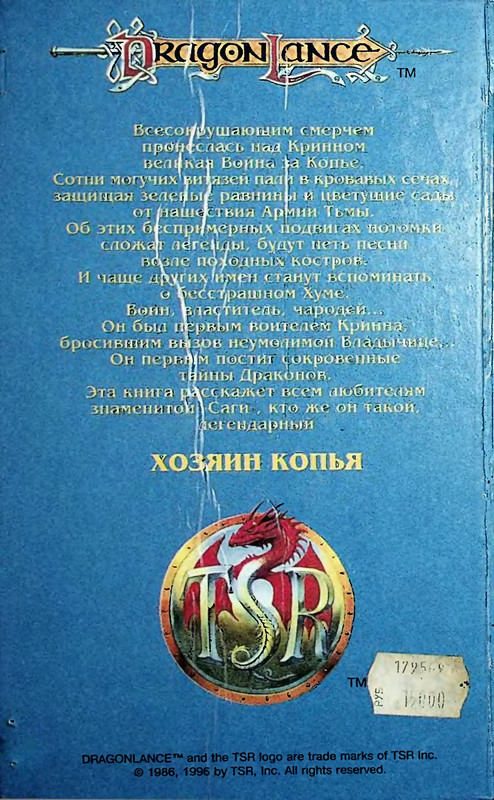 DRAGONLANCE
TM
Всесокрушающим смерчем
пронеслась над Кринном
великая Война за Копье.
Сотни могучих витязей пали в кровавых сечах,
защищая зеленые равнины и цветущие сады
от нашествия Армии Тьмы.
Об этих беспримерных подвигах потомки
сложат легенды, будут петь песни
возле походных костров.
И чаще других имен станут вспоминать
о бесстрашном Хуме.
Воин, властитель, чародей...
Он был первым воителем Кринна,
бросившим вызов неумолимой Владычице...
Он первым постиг сокровенные
тайны Драконов.
Эта книга расскажет всем любителям
знаменитой «Саги», кто же он такой,
легендарный
ХОЗЯИН КОПЬЯ
TSR
TM
РУБ
DRAGONLANCE™ and the TSR logo are trade marks of TSR Inc.
© 1986, 1996 by TSR, Inc. All rights reserved.